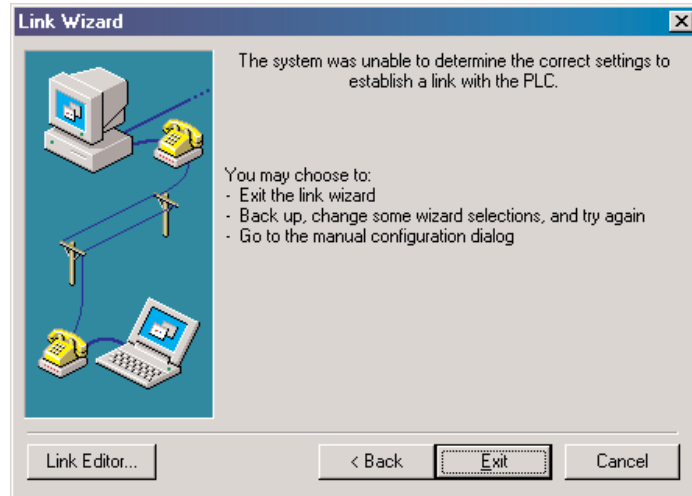 Link Wizard
The system was unable to determine the correct settings to
establish a link with the PLC.
You may choose to:
- Exit the link wizard
- Back up, change some wizard selections, and try again
- Go to the manual configuration dialog
Link Editor...
< Back
Exit
Cancel